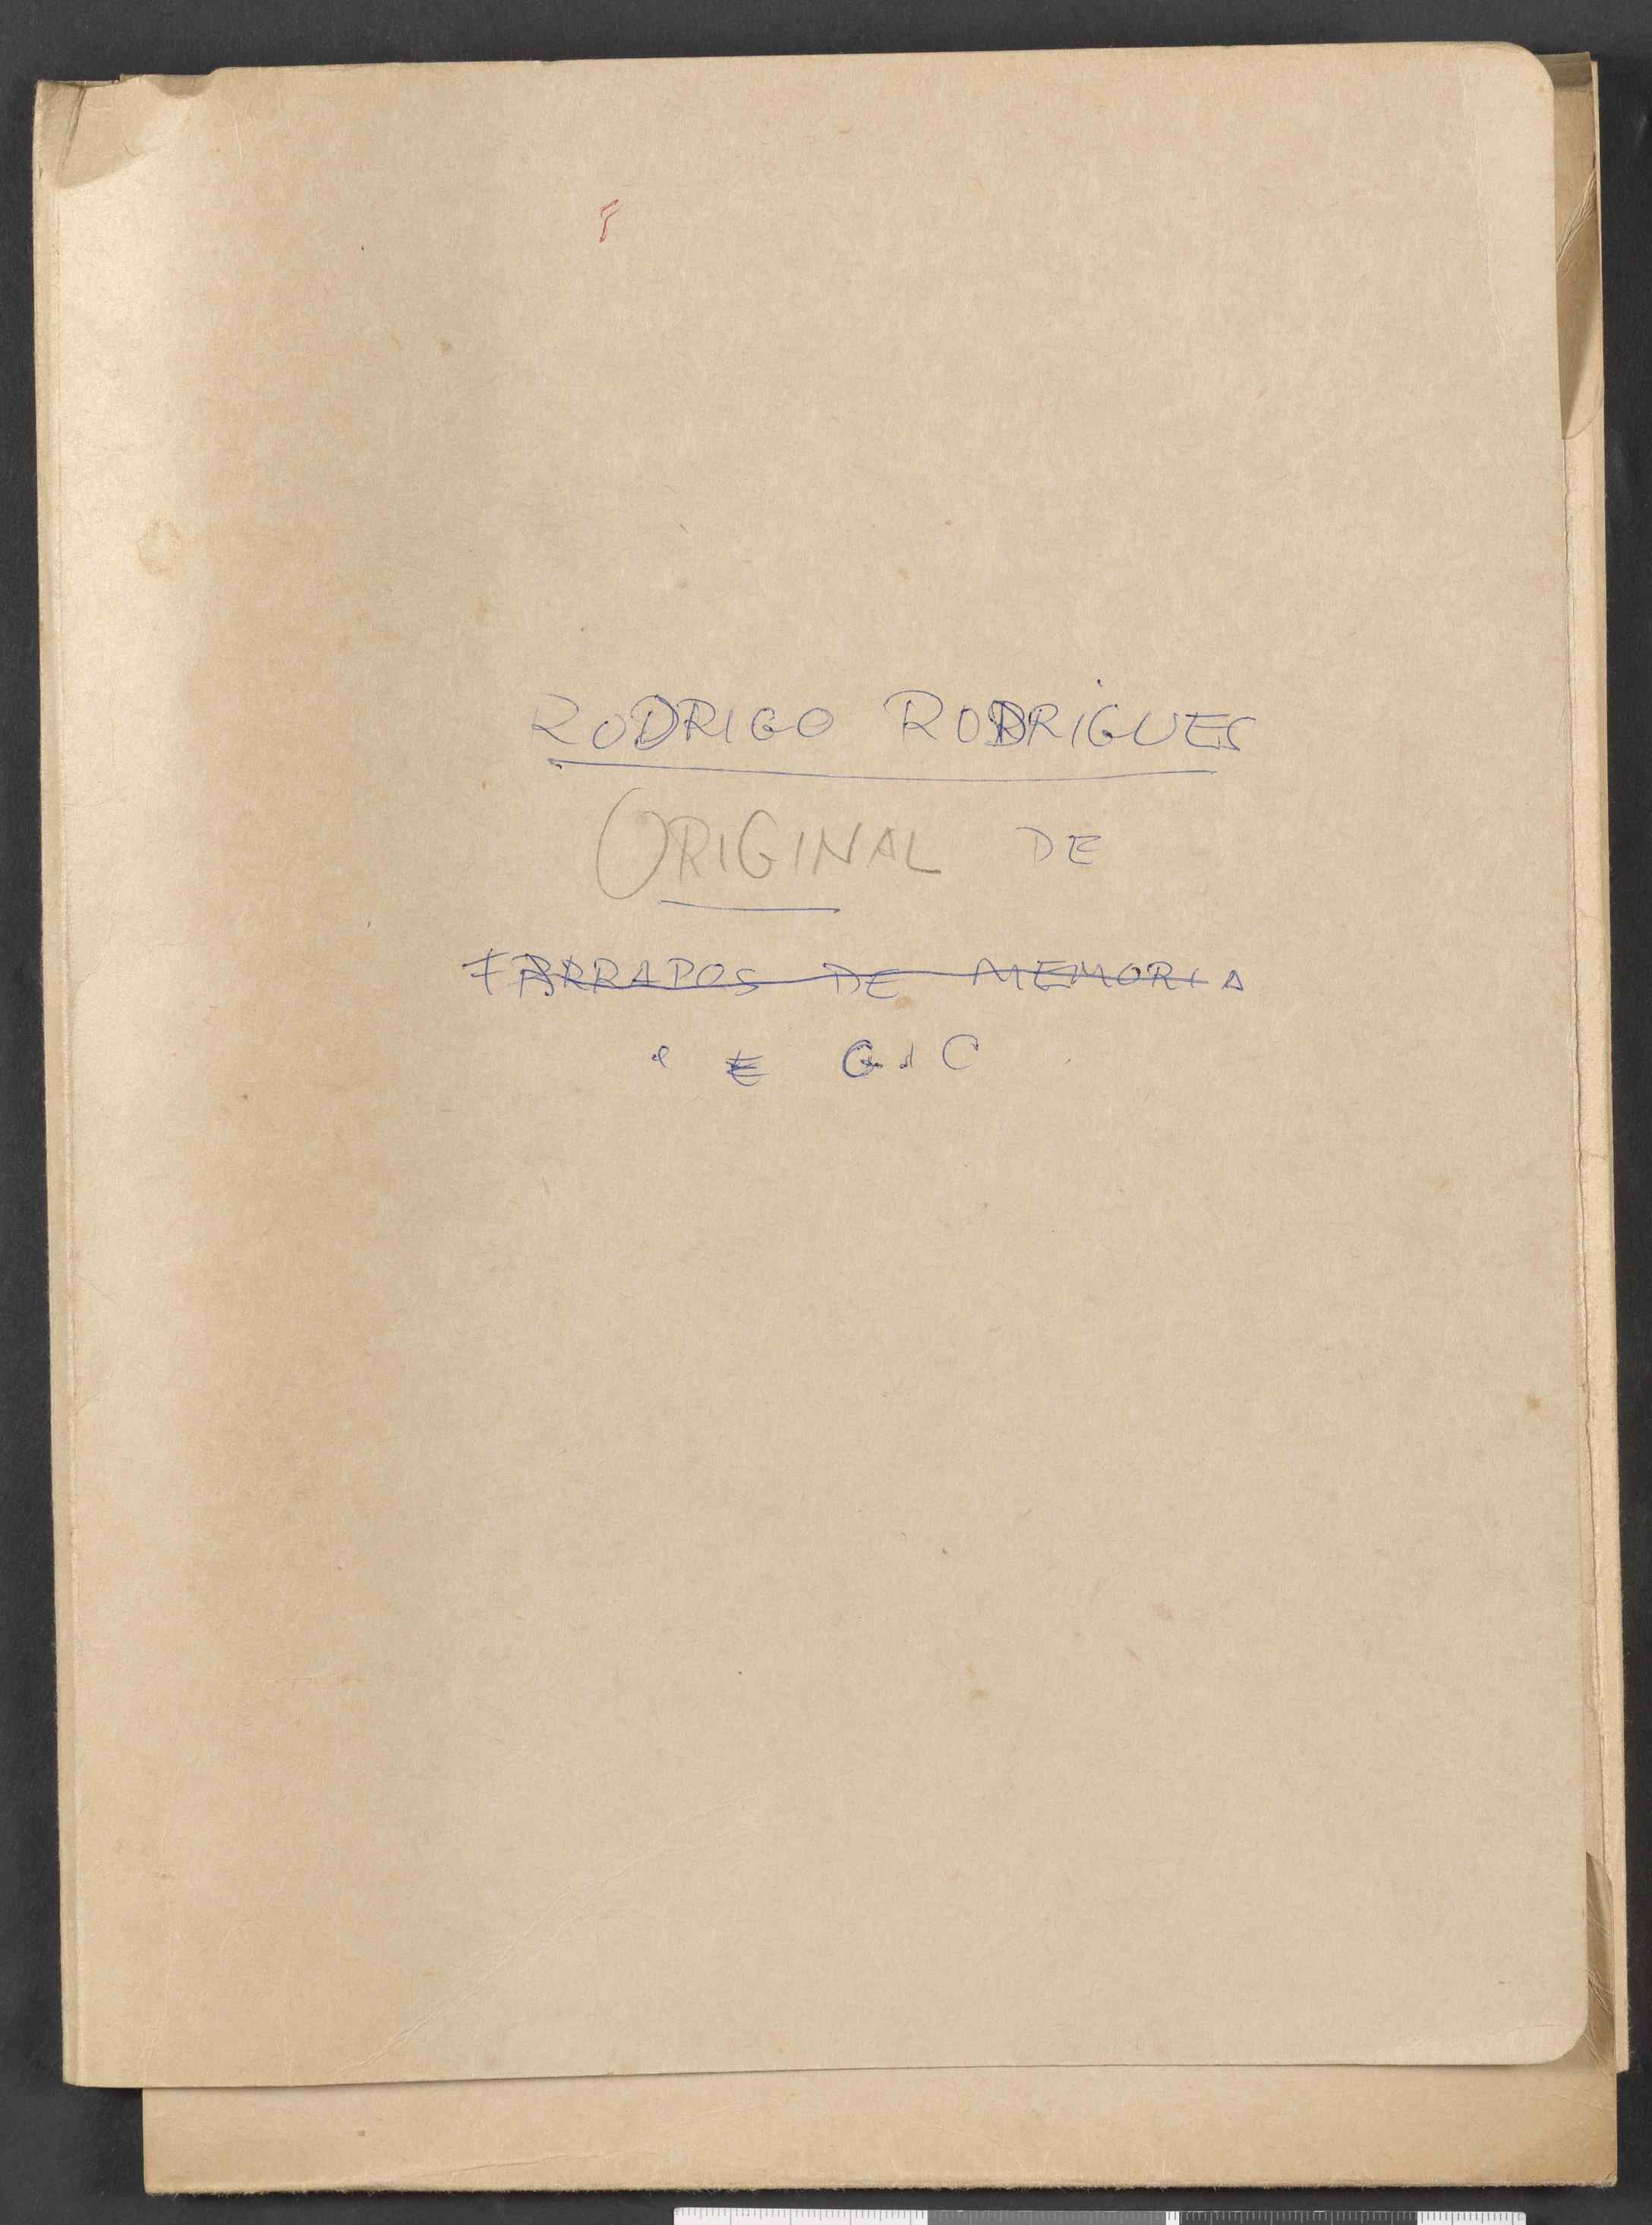 RODRIGO RODRIGUES
ORIGINAL DE
FARRAPOS DE MEMORIA
E G. d C